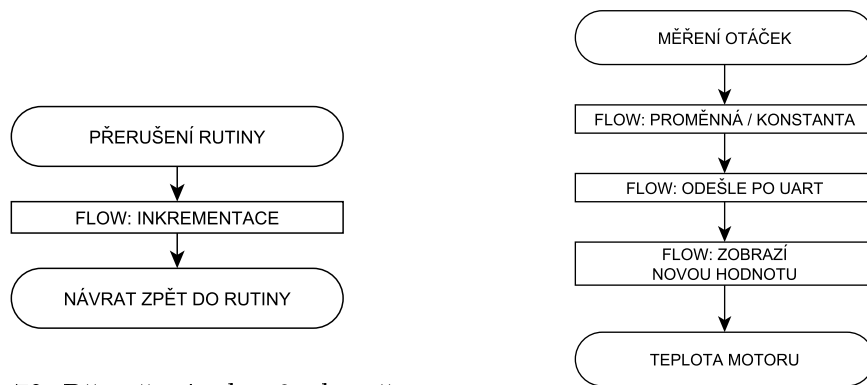 PŘERUŠENÍ RUTINY
FLOW: INKREMENTACE
NÁVRAT ZPĚT DO RUTINY
MĚŘENÍ OTÁČEK
FLOW: PROMĚNNÁ / KONSTANTA
FLOW: ODEŠLE PO UART
FLOW: ZOBRAZÍ
NOVOU HODNOTU
TEPLOTA MOTORU